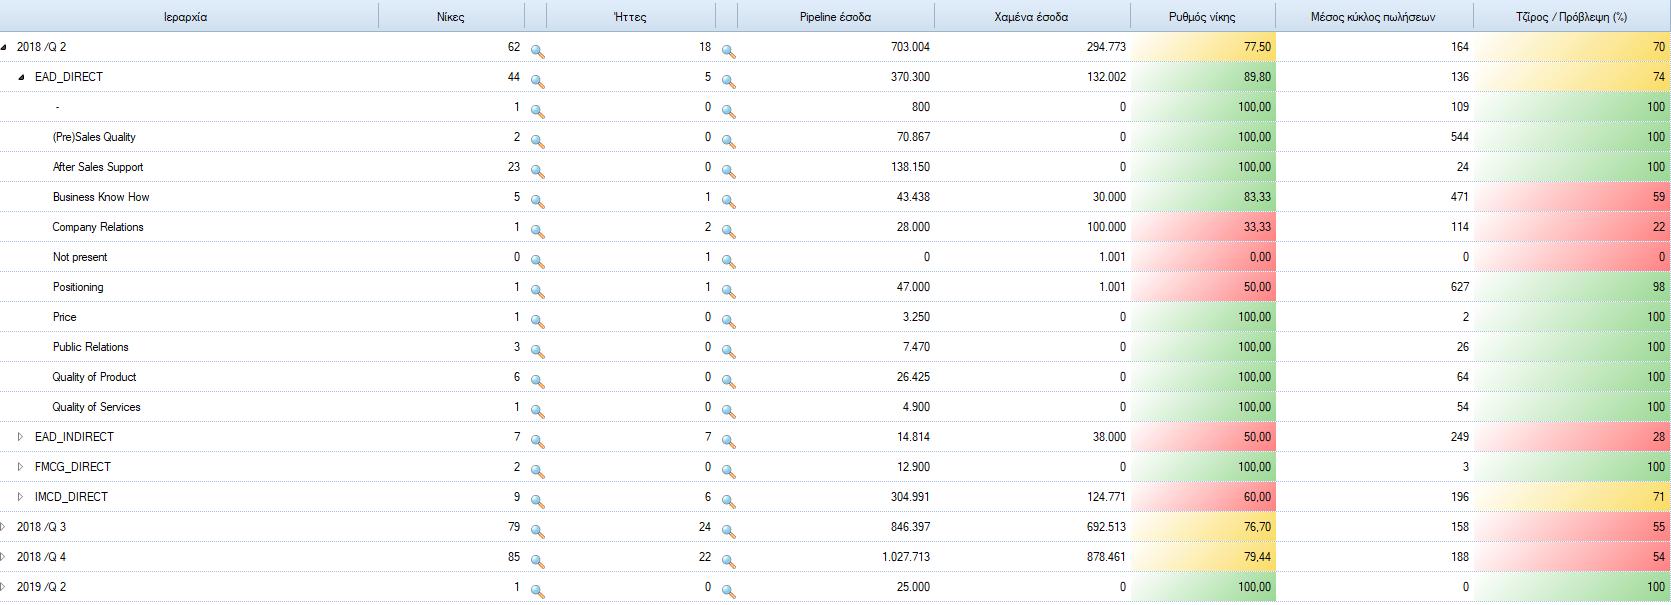 Ιεραρχία Νίκες Ήττες Pipeline έσοδα Χαμένα έσοδα Ρυθμός νίκης Μέσος κύκλος πωλήσεων Τζίρος / Πρόβλεψη (%)
2018 /Q 2 62 18 703.004 294.773 77,50 164 70
EAD_DIRECT 44 5 370.300 132.002 89,80 136 74
- 1 0 800 0 100,00 109 100
(Pre)Sales Quality 2 0 70.867 0 100,00 544 100
After Sales Support 23 0 138.150 0 100,00 24 100
Business Know How 5 1 43.438 30.000 83,33 471 59
Company Relations 1 2 28.000 100.000 33,33 114 22
Not present 0 1 0 1.001 0,00 0 0
Positioning 1 1 47.000 1.001 50,00 627 98
Price 1 0 3.250 0 100,00 2 100
Public Relations 3 0 7.470 0 100,00 26 100
Quality of Product 6 0 26.425 0 100,00 64 100
Quality of Services 1 0 4.900 0 100,00 54 100
EAD_INDIRECT 7 7 14.814 38.000 50,00 249 28
FMCG_DIRECT 2 0 12.900 0 100,00 3 100
IMCD_DIRECT 9 6 304.991 124.771 60,00 196 71
2018 /Q 3 79 24 846.397 692.513 76,70 158 55
2018 /Q 4 85 22 1.027.713 878.461 79,44 188 54
2019 /Q 2 1 0 25.000 0 100,00 0 100